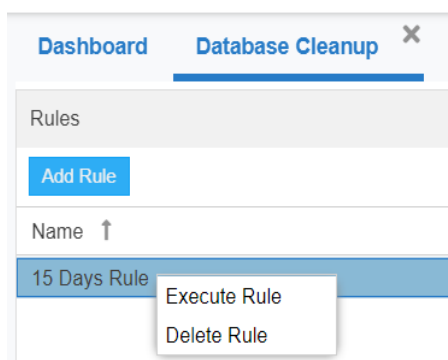 Dashboard Database Cleanup
Rules
Add Rule
Name
15 Days Rule
Execute Rule
Delete Rule